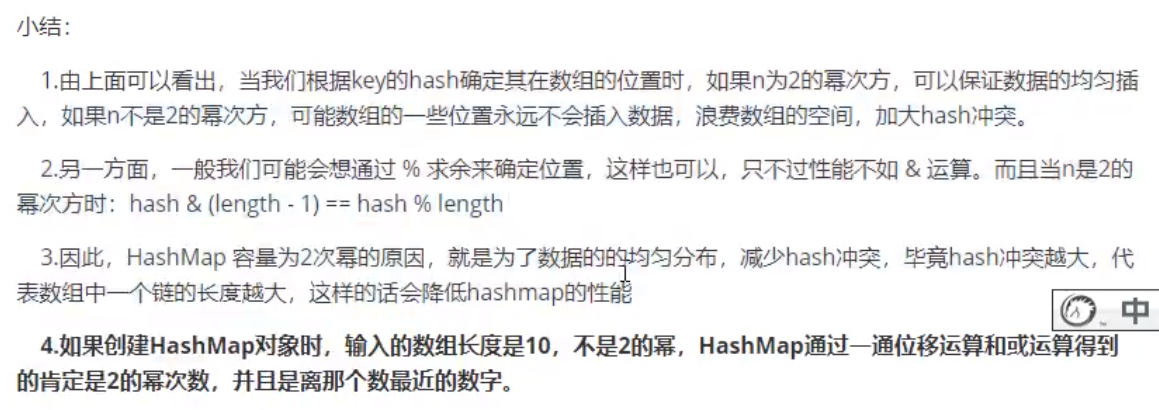 小结：
1.由上面可以看出，当我们根据key的hash确定其在数组的位置时，如果n为2的幂次方，可以保证数据的均匀插
入，如果n不是2的幂次方，可能数组的一些位置永远不会插入数据，浪费数组的空间，加大hash冲突。
2.另一方面，一般我们可能会想通过 % 求余来确定位置，这样也可以，只不过性能不如 & 运算。而且当n是2的
幂次方时：hash & (length - 1) == hash % length
3.因此，HashMap 容量为2次幂的原因，就是为了数据的的均匀分布，减少hash冲突，毕竟hash冲突越大，代
表数组中一个链的长度越大，这样的话会降低hashmap的性能
4.如果创建HashMap对象时，输入的数组长度是10，不是2的幂，HashMap通过一通位移运算和或运算得到
的肯定是2的幂次数，并且是离那个数最近的数字。
中